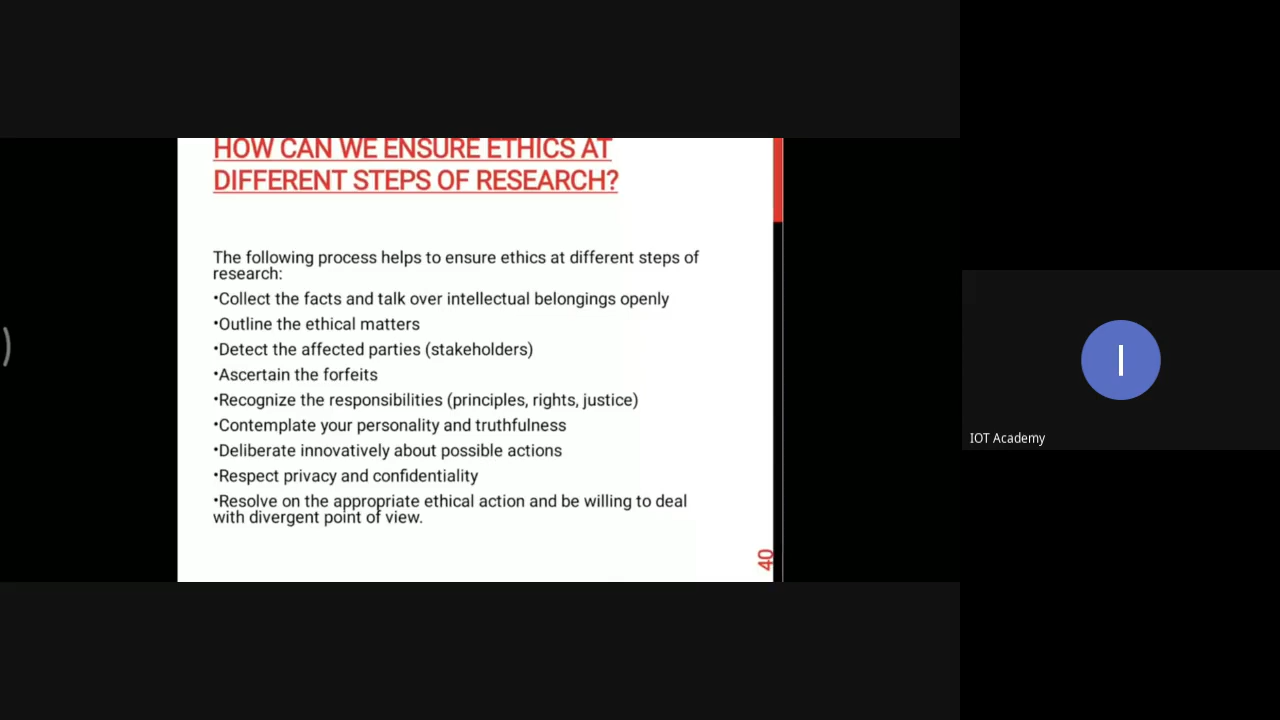 HOW CAN WE ENSURE ETHICS AT
DIFFERENT STEPS OF RESEARCH?
The following process helps to ensure ethics at different steps of
research:
•Collect the facts and talk over intellectual belongings openly
•Outline the ethical matters
•Detect the affected parties (stakeholders)
•Ascertain the forfeits
•Recognize the responsibilities (principles, rights, justice)
•Contemplate your personality and truthfulness
•Deliberate innovatively about possible actions
•Respect privacy and confidentiality
•Resolve on the appropriate ethical action and be willing to deal
with divergent point of view.
40
I
IOT Academy